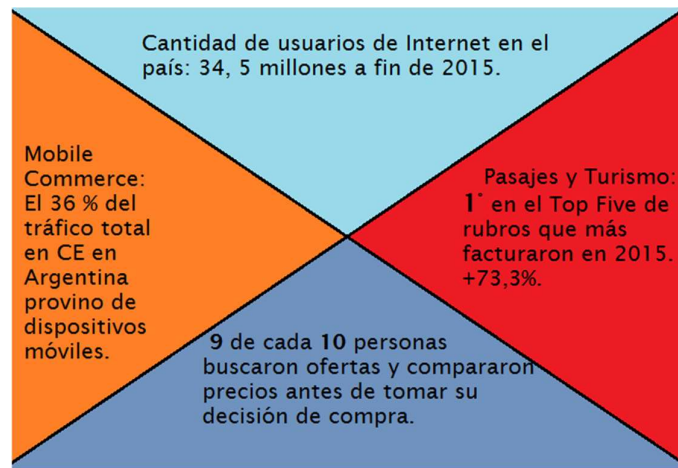 Cantidad de usuarios de Internet en el
país: 34, 5 millones a fin de 2015.
Mobile
Commerce:
El 36 % del
tráfico total
en CE en
Argentina
provino de
dispositivos
móviles.
Pasajes y Turismo:
1° en el Top Five de
rubros que más
facturaron en 2015.
+73,3%.
9 de cada 10 personas
buscaron ofertas y compararon
precios antes de tomar su
decisión de compra.